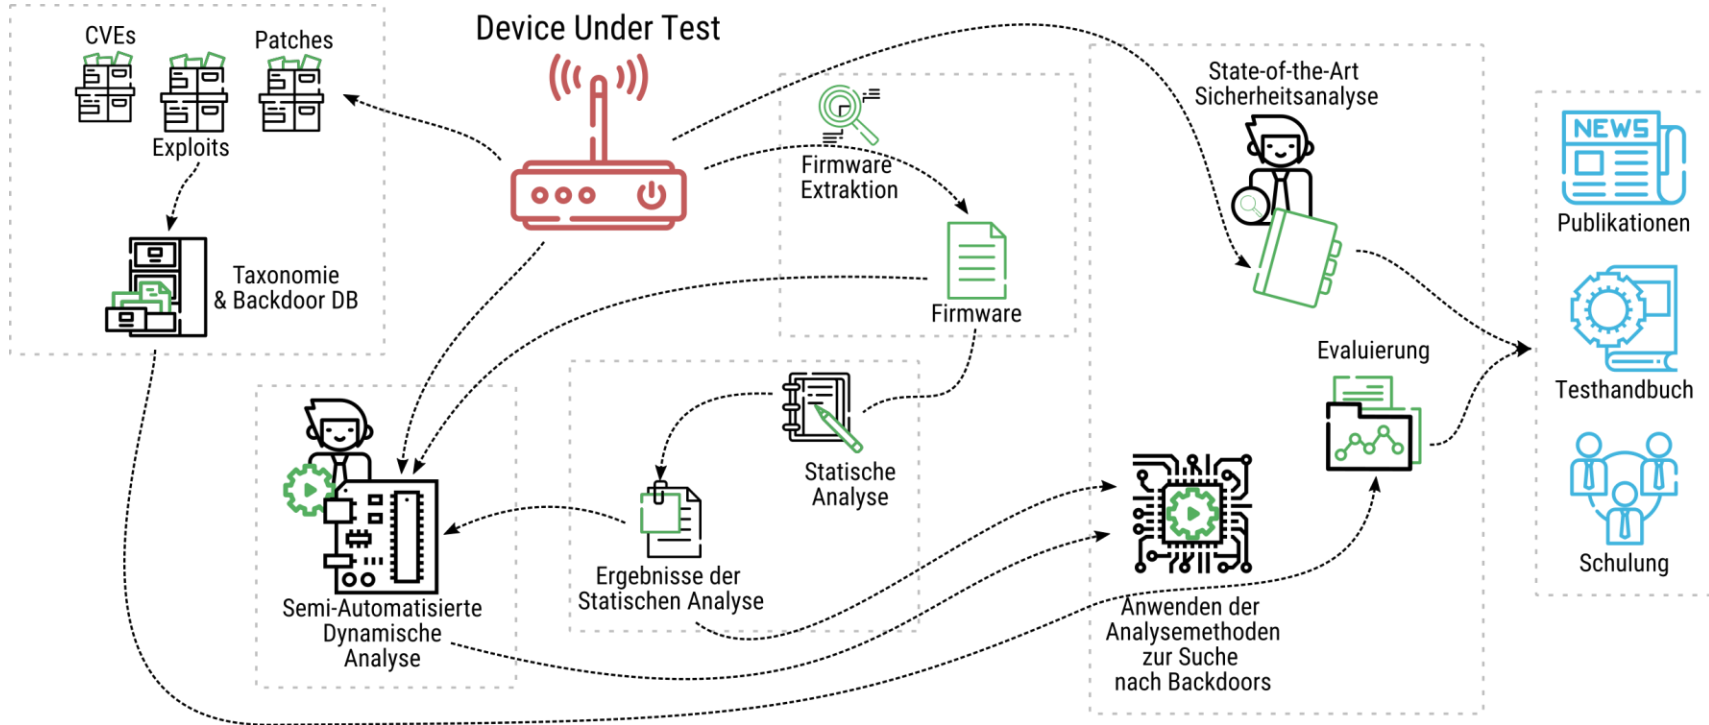 CVEs
Patches
Exploits
Taxonomie
& Backdoor DB
Device Under Test
Firmware
Extraktion
Firmware
Statische
Analyse
Ergebnisse der
Statischen Analyse
Semi-Automatisierte
Dynamische
Analyse
State-of-the-Art
Sicherheitsanalyse
Evaluierung
Anwenden der
Analysemethoden
zur Suche
nach Backdoors
NEWS
Publikationen
Testhandbuch
Schulung